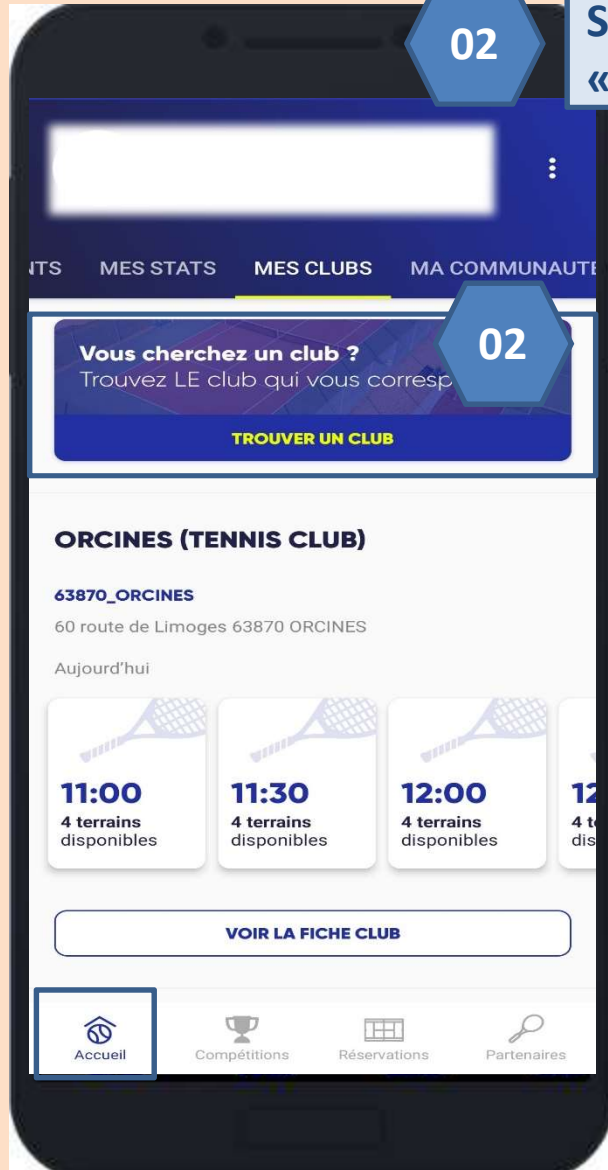 02
S
«
MES STATS MES CLUBS MA COMMUNAUTÉ
Vous cherchez un club ?
02
Trouvez LE club qui vous corresp
TROUVER UN CLUB
ORCINES (TENNIS CLUB)
63870_ORCINES
60 route de Limoges 63870 ORCINES
Aujourd'hui
11:00 11:30 12:00 12
4 terrains 4 terrains 4 terrains 4 t
disponibles disponibles disponibles dis
VOIR LA FICHE CLUB
Accueil Compétitions Réservations Partenaires